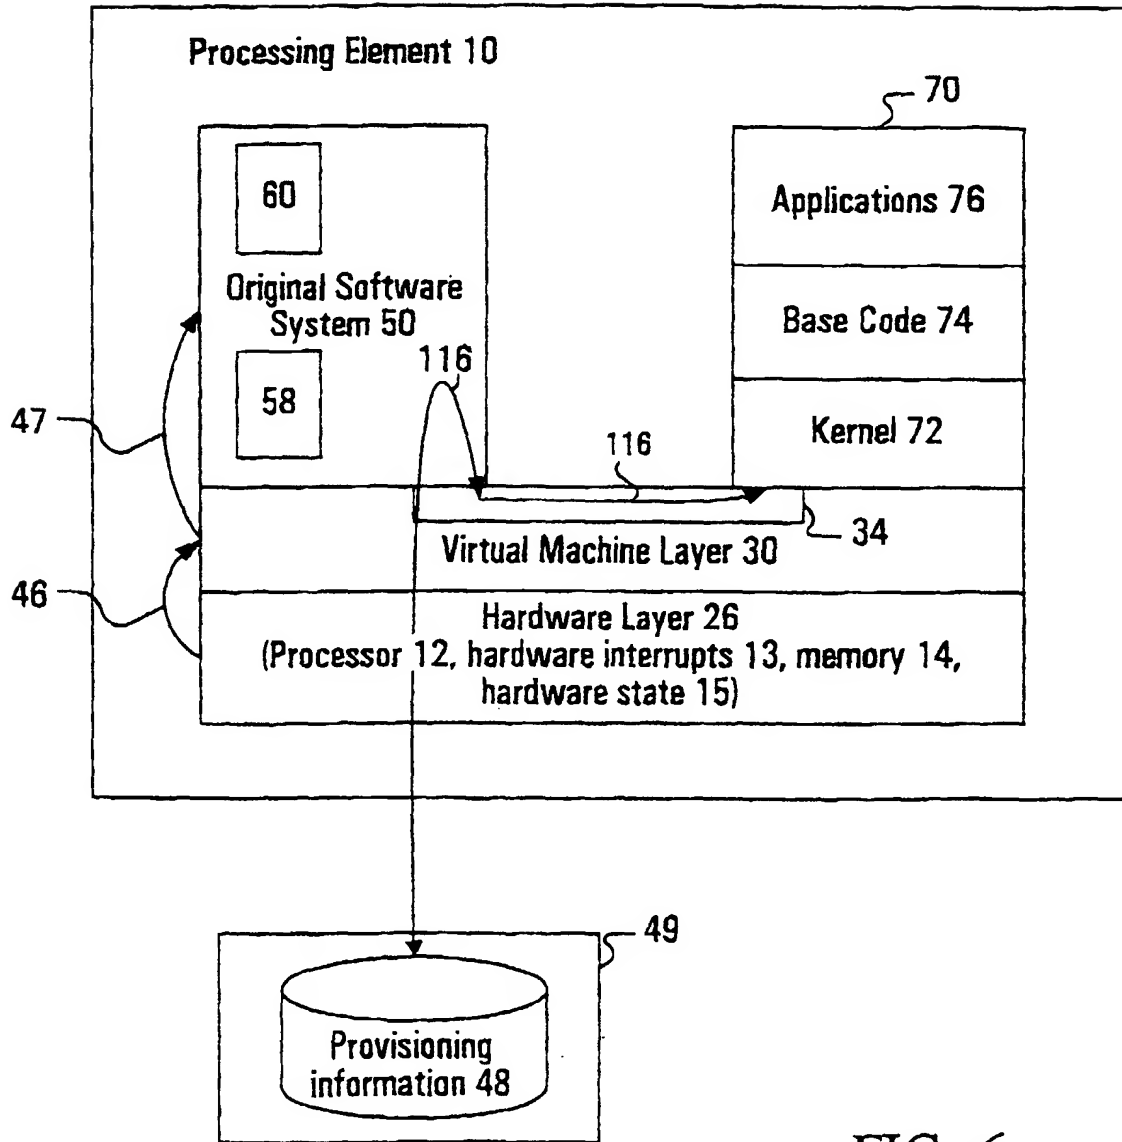 Processing Element 10
70
60
Original Software
System 50
58
116
47
Applications 76
Base Code 74
Kernel 72
116
34
Virtual Machine Layer 30
46
Hardware Layer 26
(Processor 12, hardware interrupts 13, memory 14,
hardware state 15)
49
Provisioning
information 48
FIG. 6